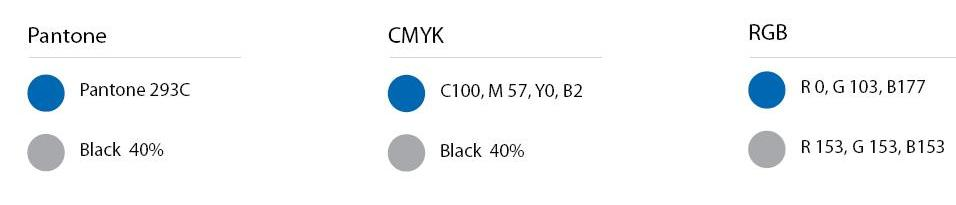 Pantone
Pantone 293C
Black 40%
CMYK
C100, M 57, Y0, B2
Black 40%
RGB
R 0, G 103, B177
R 153, G 153, B153